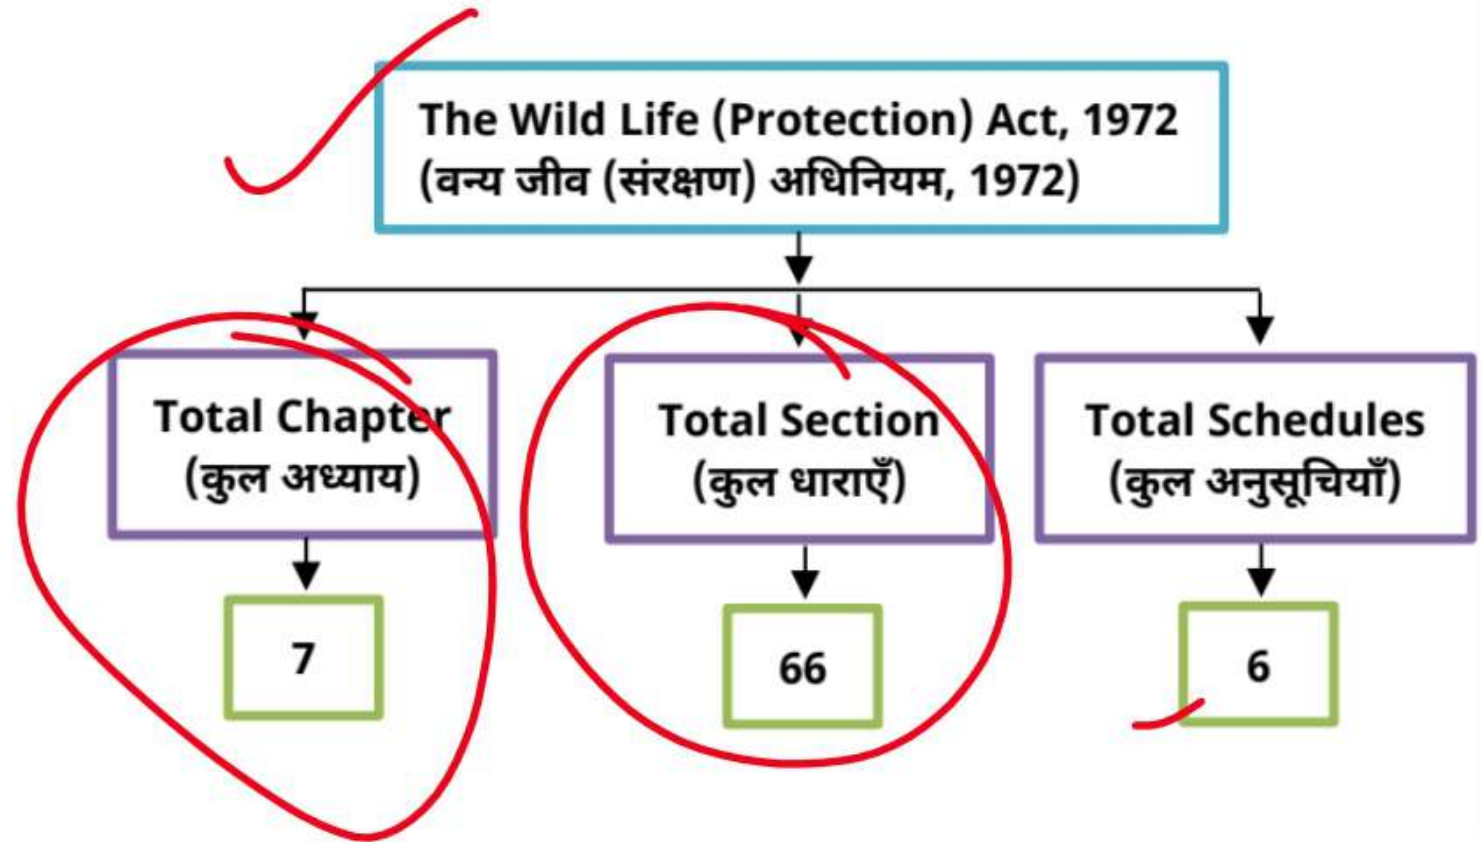 The Wild Life (Protection) Act, 1972
(वन्य जीव (संरक्षण) अधिनियम, 1972)
Total Chapter
(कुल अध्याय)
7
Total Section
(कुल धाराएँ)
66
Total Schedules
(कुल अनुसूचियाँ)
6